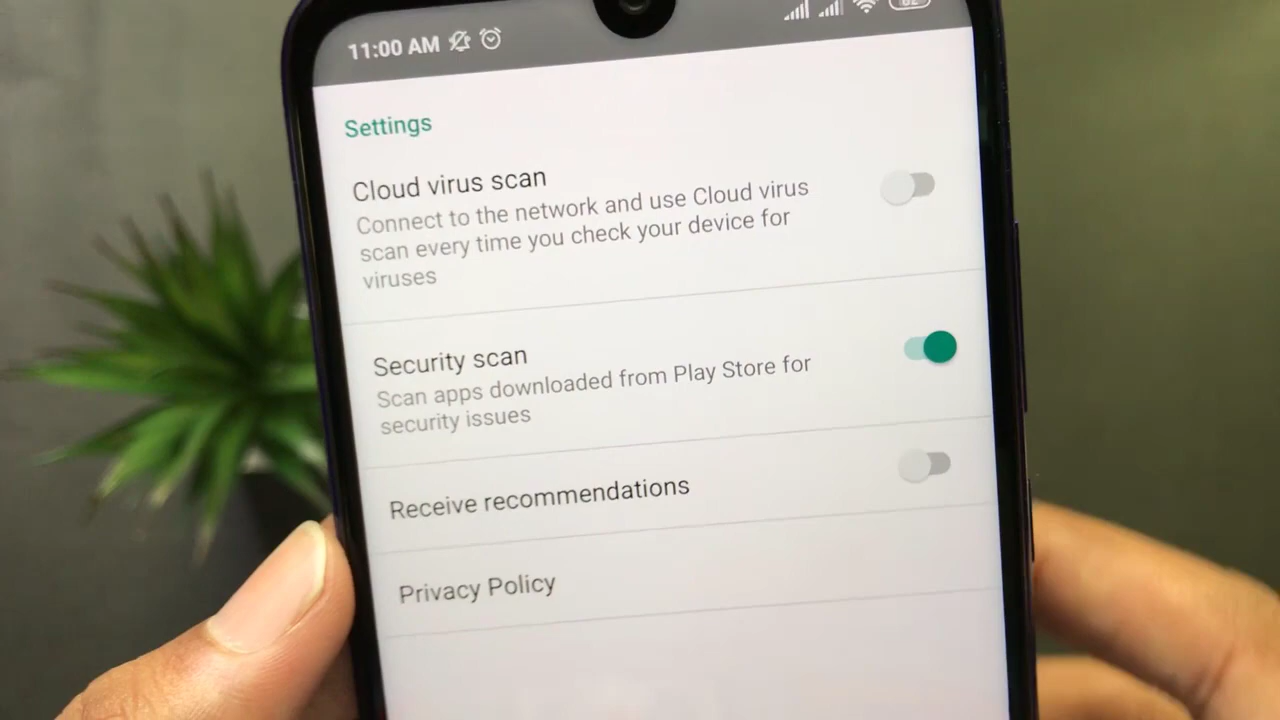 11:00 AM
Settings
Cloud virus scan
Connect to the network and use Cloud virus
scan every time you check your device for
viruses
Security scan
Scan apps downloaded from Play Store for
security issues
Receive recommendations
Privacy Policy